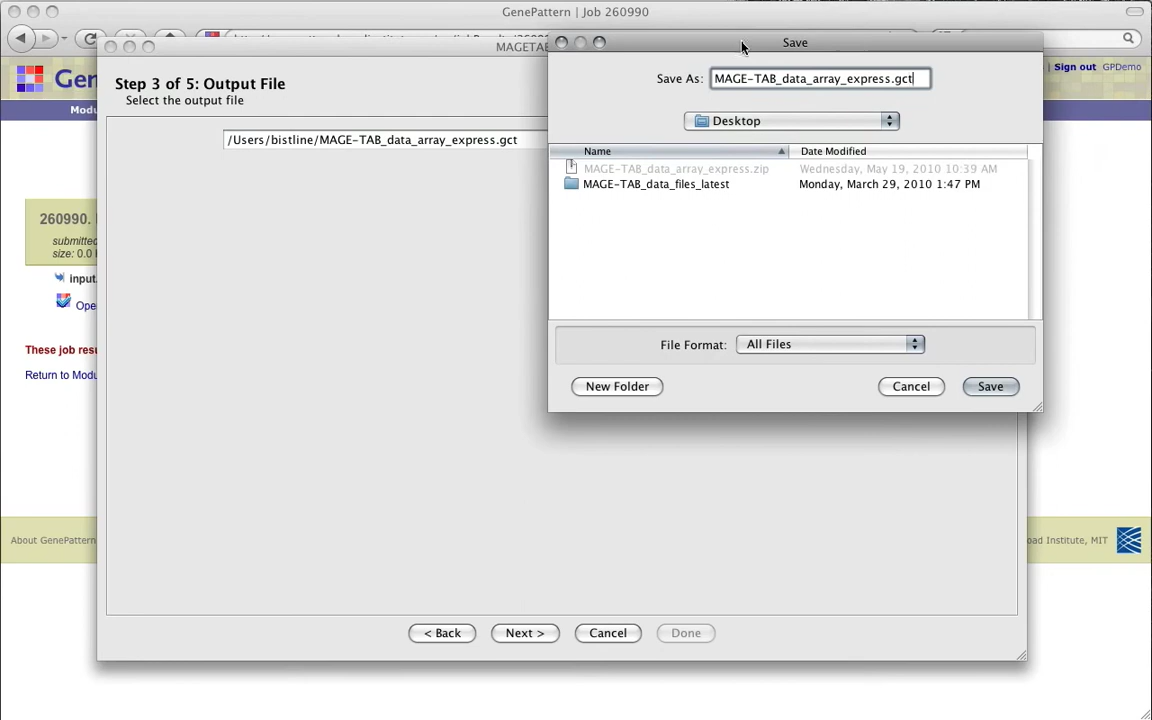 GenePattern | Job 260990
MAGETAB
Save
Gen
Sign out GPDemo
Modu
Step 3 of 5: Output File
Select the output file
Save As: MAGE-TAB_data_array_express.gct
Desktop
/Users/bistline/MAGE-TAB_data_array_express.gct
Name Date Modified
MAGE-TAB_data_array_express.zip Wednesday, May 19, 2010 10:39 AM
MAGE-TAB_data_files_latest Monday, March 29, 2010 1:47 PM
260990.
submitted
size: 0.0
input
Ope
These job resu
Return to Modu
File Format: All Files
New Folder Cancel Save
About GenePattern
oad Institute, MIT
< Back Next > Cancel Done